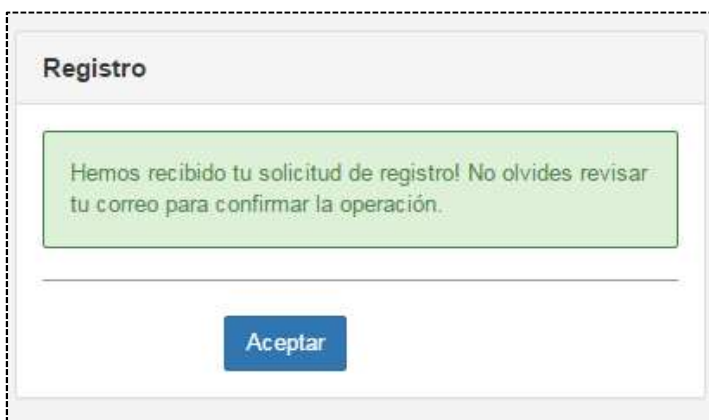 Registro
Hemos recibido tu solicitud de registro! No olvides revisar
tu correo para confirmar la operación.
Aceptar